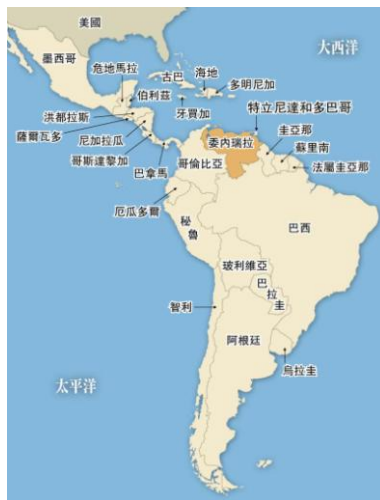 美國
大西洋
墨西哥
危地馬拉
古巴
海地
多明尼加
伯利茲
牙買加
洪都拉斯
薩爾瓦多
尼加拉瓜
哥斯達黎加
巴拿馬
特立尼達和多巴哥
委內瑞拉
圭亞那
蘇里南
法屬圭亞那
哥倫比亞
厄瓜多爾
秘魯
巴西
玻利維亞
巴拉圭
智利
阿根廷
烏拉圭
太平洋